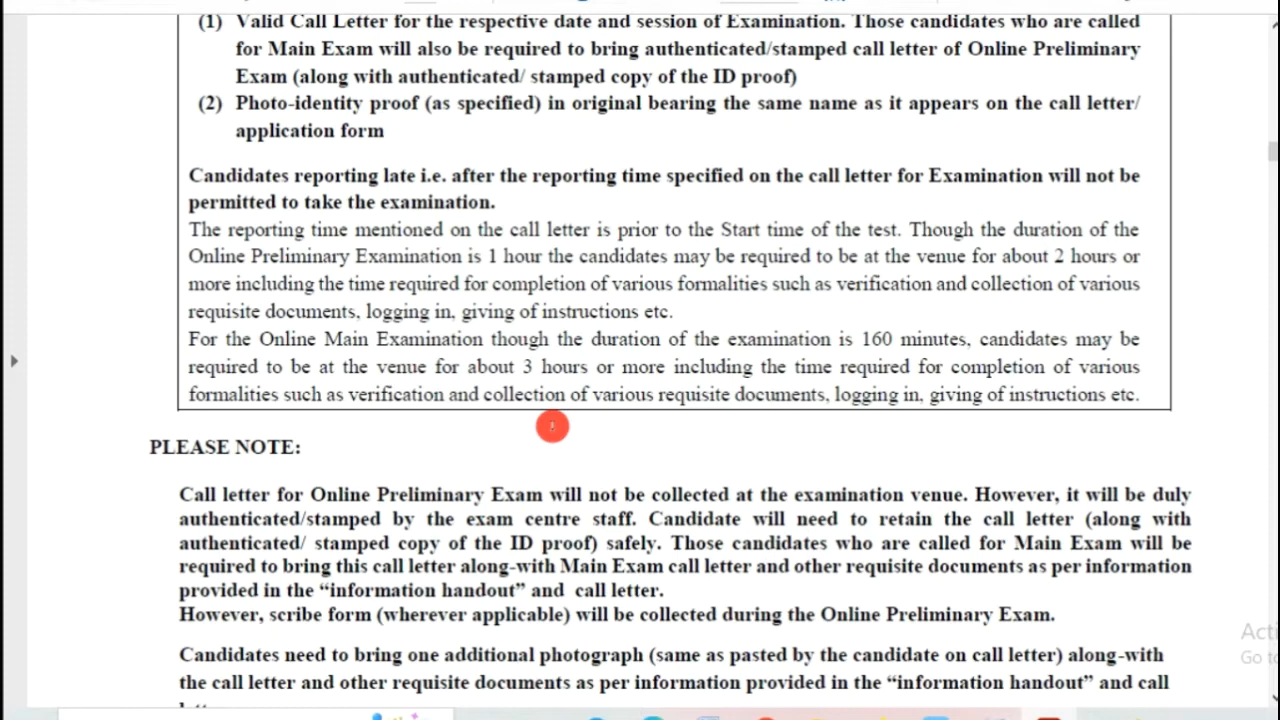 (1) Valid Call Letter for the respective date and session of Examination. Those candidates who are called
for Main Exam will also be required to bring authenticated/stamped call letter of Online Preliminary
Exam (along with authenticated/ stamped copy of the ID proof)
(2) Photo-identity proof (as specified) in original bearing the same name as it appears on the call letter/
application form
Candidates reporting late i.e. after the reporting time specified on the call letter for Examination will not be
permitted to take the examination.
The reporting time mentioned on the call letter is prior to the Start time of the test. Though the duration of the
Online Preliminary Examination is 1 hour the candidates may be required to be at the venue for about 2 hours or
more including the time required for completion of various formalities such as verification and collection of various
requisite documents, logging in, giving of instructions etc.
For the Online Main Examination though the duration of the examination is 160 minutes, candidates may be
required to be at the venue for about 3 hours or more including the time required for completion of various
formalities such as verification and collection of various requisite documents, logging in, giving of instructions etc.
PLEASE NOTE:
Call letter for Online Preliminary Exam will not be collected at the examination venue. However, it will be duly
authenticated/stamped by the exam centre staff. Candidate will need to retain the call letter (along with
authenticated/ stamped copy of the ID proof) safely. Those candidates who are called for Main Exam will be
required to bring this call letter along-with Main Exam call letter and other requisite documents as per information
provided in the “information handout” and call letter.
However, scribe form (wherever applicable) will be collected during the Online Preliminary Exam.
Candidates need to bring one additional photograph (same as pasted by the candidate on call letter) along-with
the call letter and other requisite documents as per information provided in the “information handout” and call
Acti
Go to